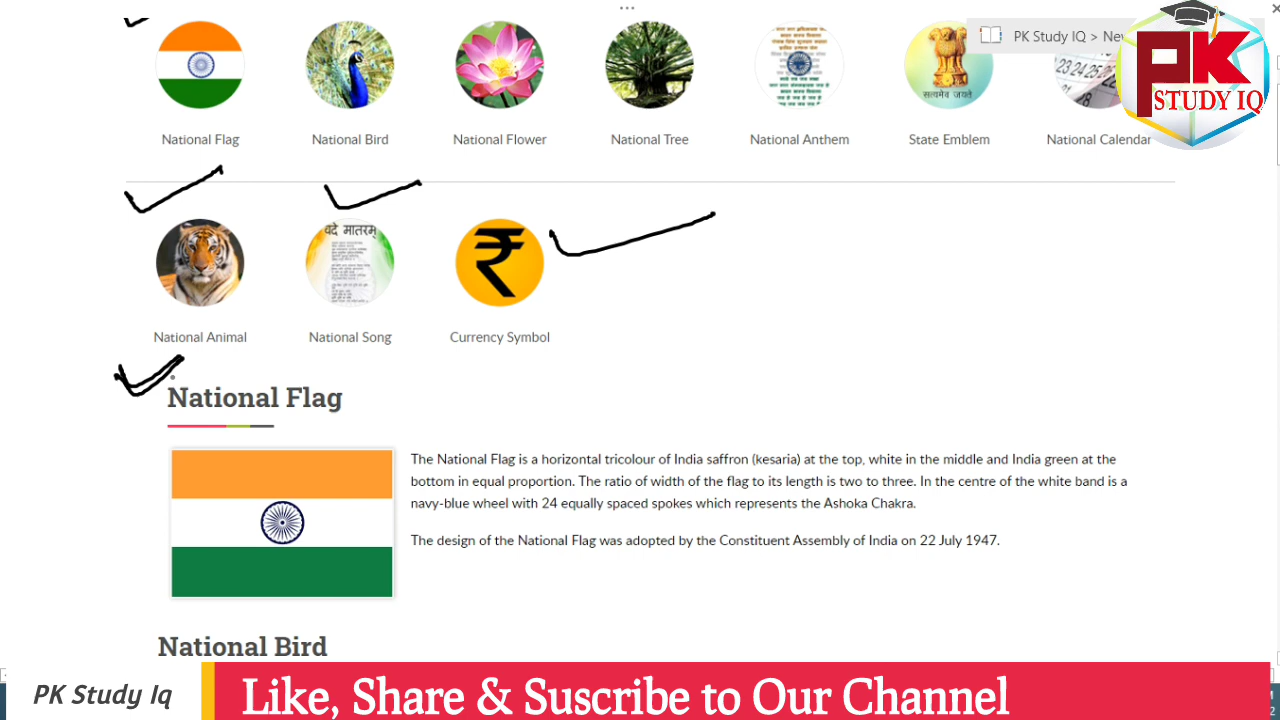 PK Study IQ > Nev
PK
STUDY IQ
सत्यमेव जयते
National Flag
National Bird
National Flower
National Tree
National Anthem
State Emblem
National Calendar
वंदे मातरम्
₹
National Animal
National Song
Currency Symbol
National Flag
The National Flag is a horizontal tricolour of India saffron (kesaria) at the top, white in the middle and India green at the
bottom in equal proportion. The ratio of width of the flag to its length is two to three. In the centre of the white band is a
navy-blue wheel with 24 equally spaced spokes which represents the Ashoka Chakra.
The design of the National Flag was adopted by the Constituent Assembly of India on 22 July 1947.
National Bird
PK Study Iq
Like, Share & Suscribe to Our Channel